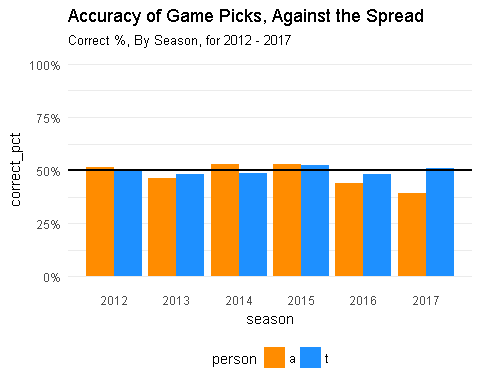 Accuracy of Game Picks, Against the Spread
Correct %, By Season, for 2012 - 2017
100%
75%
50%
25%
0%
correct_pct
2012 2013 2014 2015 2016 2017
season
person a t